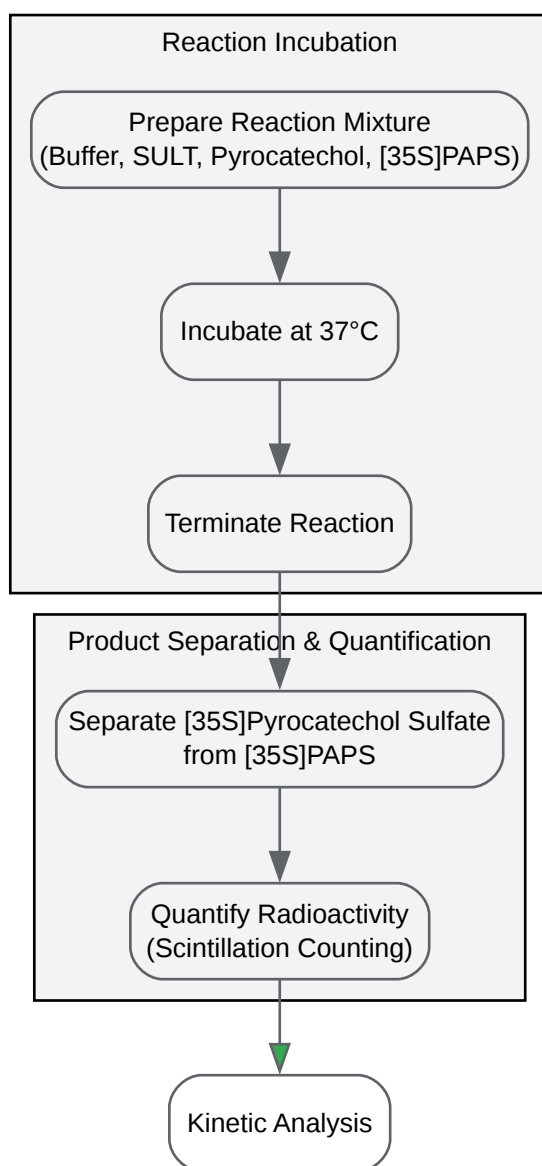 Reaction Incubation
Prepare Reaction Mixture
(Buffer, SULT, Pyrocatechol, [35S]PAPS)
Incubate at 37°C
Terminate Reaction
Product Separation & Quantification
Separate [35S]Pyrocatechol Sulfate
from [35S]PAPS
Quantify Radioactivity
(Scintillation Counting)
Kinetic Analysis